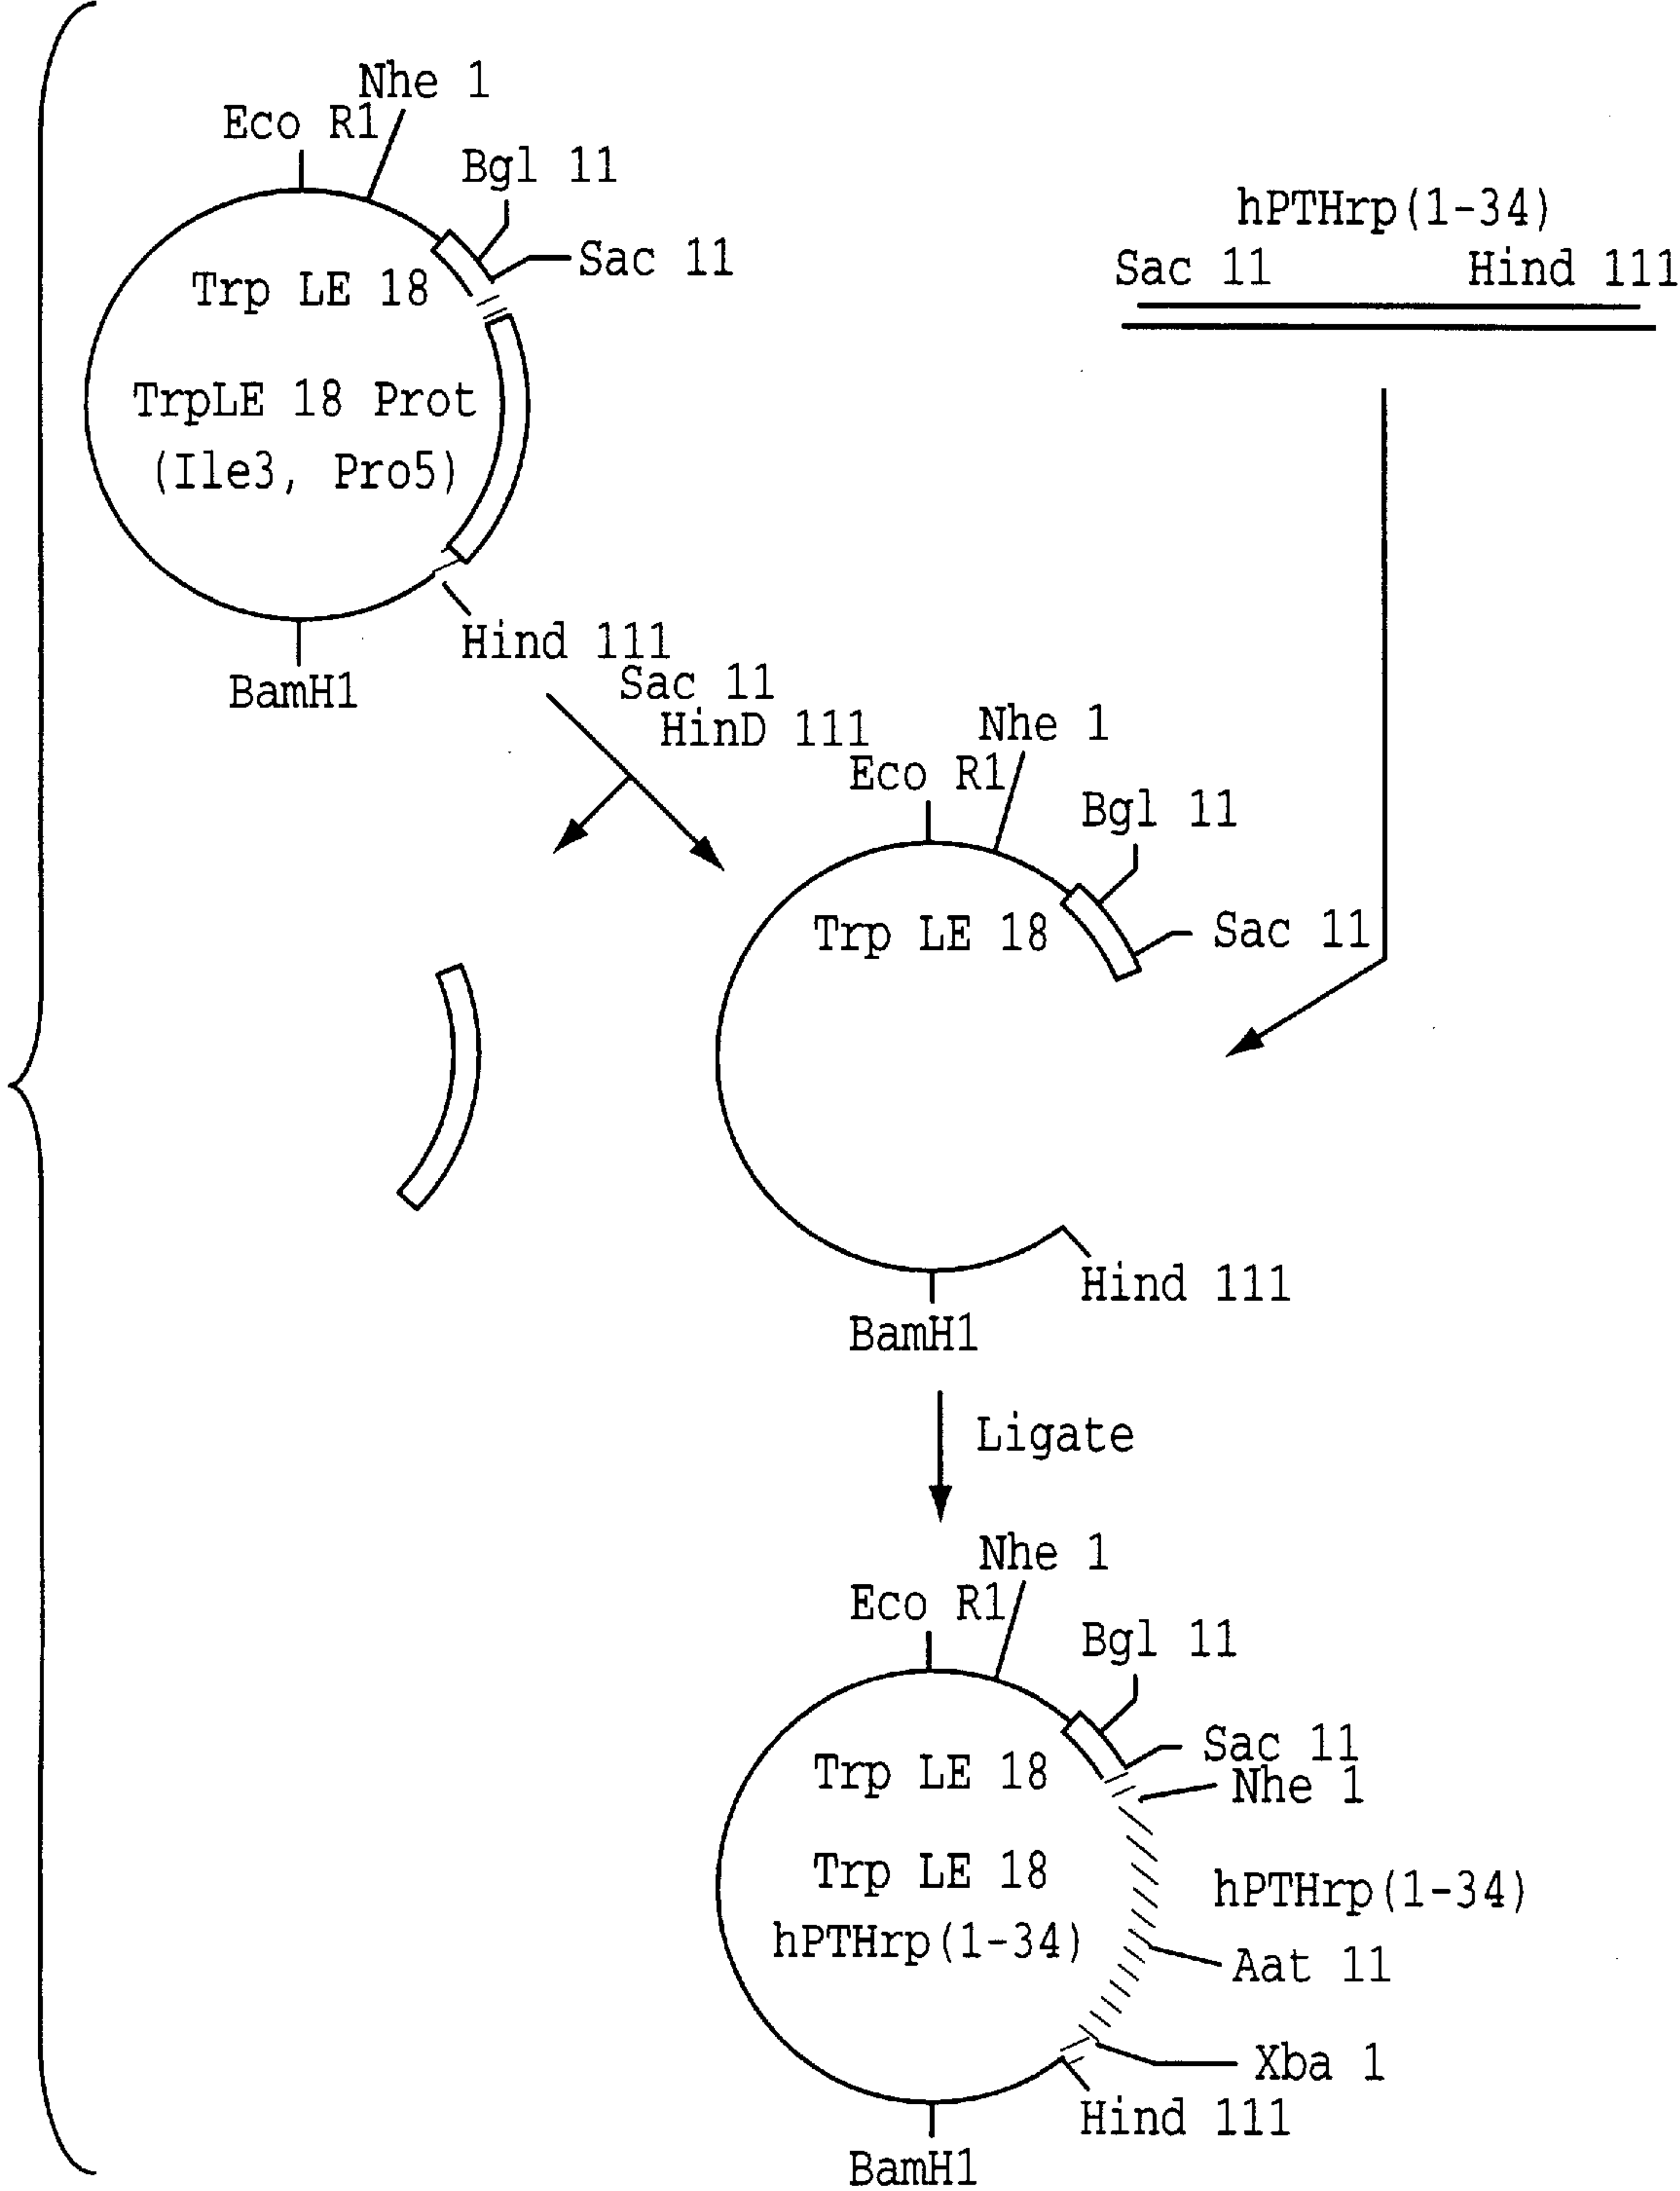 Nhe 1
Eco R1
Bgl 11
Sac 11
Trp LE 18
TrpLE 18 Prot
(Ile3, Pro5)
Hind 111
BamH1
hPTHrp(1-34)
Sac 11
Hind 111
Sac 11
HinD 111
Nhe 1
Eco R1
Bgl 11
Trp LE 18
Sac 11
Hind 111
BamH1
Ligate
Nhe 1
Eco R1
Bgl 11
Sac 11
Nhe 1
Trp LE 18
Trp LE 18
hPTHrp(1-34)
hPTHrp(1-34)
Aat 11
Xba 1
Hind 111
BamH1